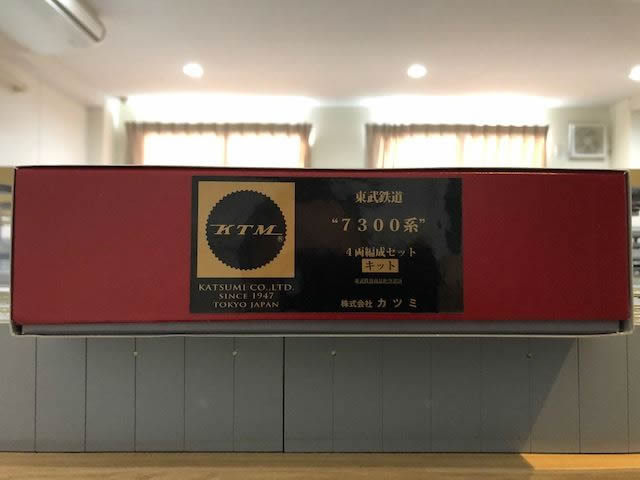 KTM®
KATSUMI CO.,LTD.
SINCE 1947
TOKYO JAPAN
東武鉄道
“7300系”
4両編成セット
キット
株式会社 カツミ